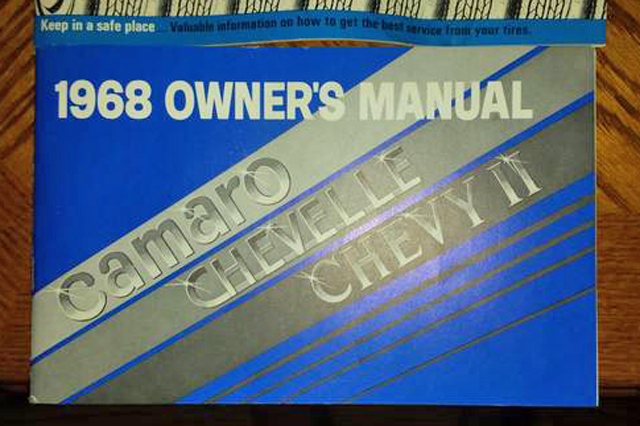 Keep in a safe place... Valuable information on how to get the best service from your tires.
1968 OWNER'S MANUAL
camaro
CHEVELLE
CHEVY II